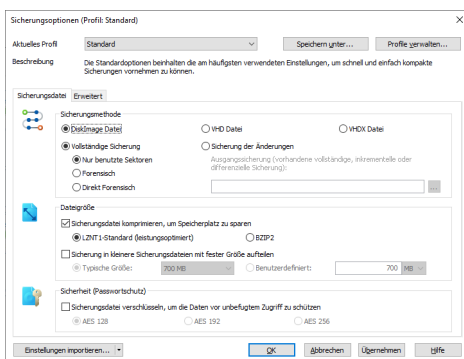 Sicherungsoptionen (Profil: Standard)
Aktuelles Profil
Standard
Speichern unter...
Profile verwalten...
Beschreibung
Die Standardoptionen beinhalten die am häufigsten verwendeten Einstellungen, um schnell und einfach kompakte
Sicherungen vornehmen zu können.
Sicherungsdatei
Erweitert
Sicherungsmethode
DiskImage Datei
VHD Datei
VHDX Datei
Vollständige Sicherung
Sicherung der Änderungen
Nur benutzte Sektoren
Ausgangssicherung (vorhandene vollständige, inkrementelle oder
differenzielle Sicherung):
Forensisch
Direkt Forensisch
...
Dateigröße
Sicherungsdatei komprimieren, um Speicherplatz zu sparen
LZNT1-Standard (leistungsoptimiert)
BZIP2
Sicherung in kleinere Sicherungsdateien mit fester Größe aufteilen
Typische Größe:
700 MB
Benutzerdefiniert:
700
MB
Sicherheit (Passwortschutz)
Sicherungsdatei verschlüsseln, um die Daten vor unbefugtem Zugriff zu schützen
AES 128
AES 192
AES 256
Einstellungen importieren...
OK
Abbrechen
Übernehmen
Hilfe